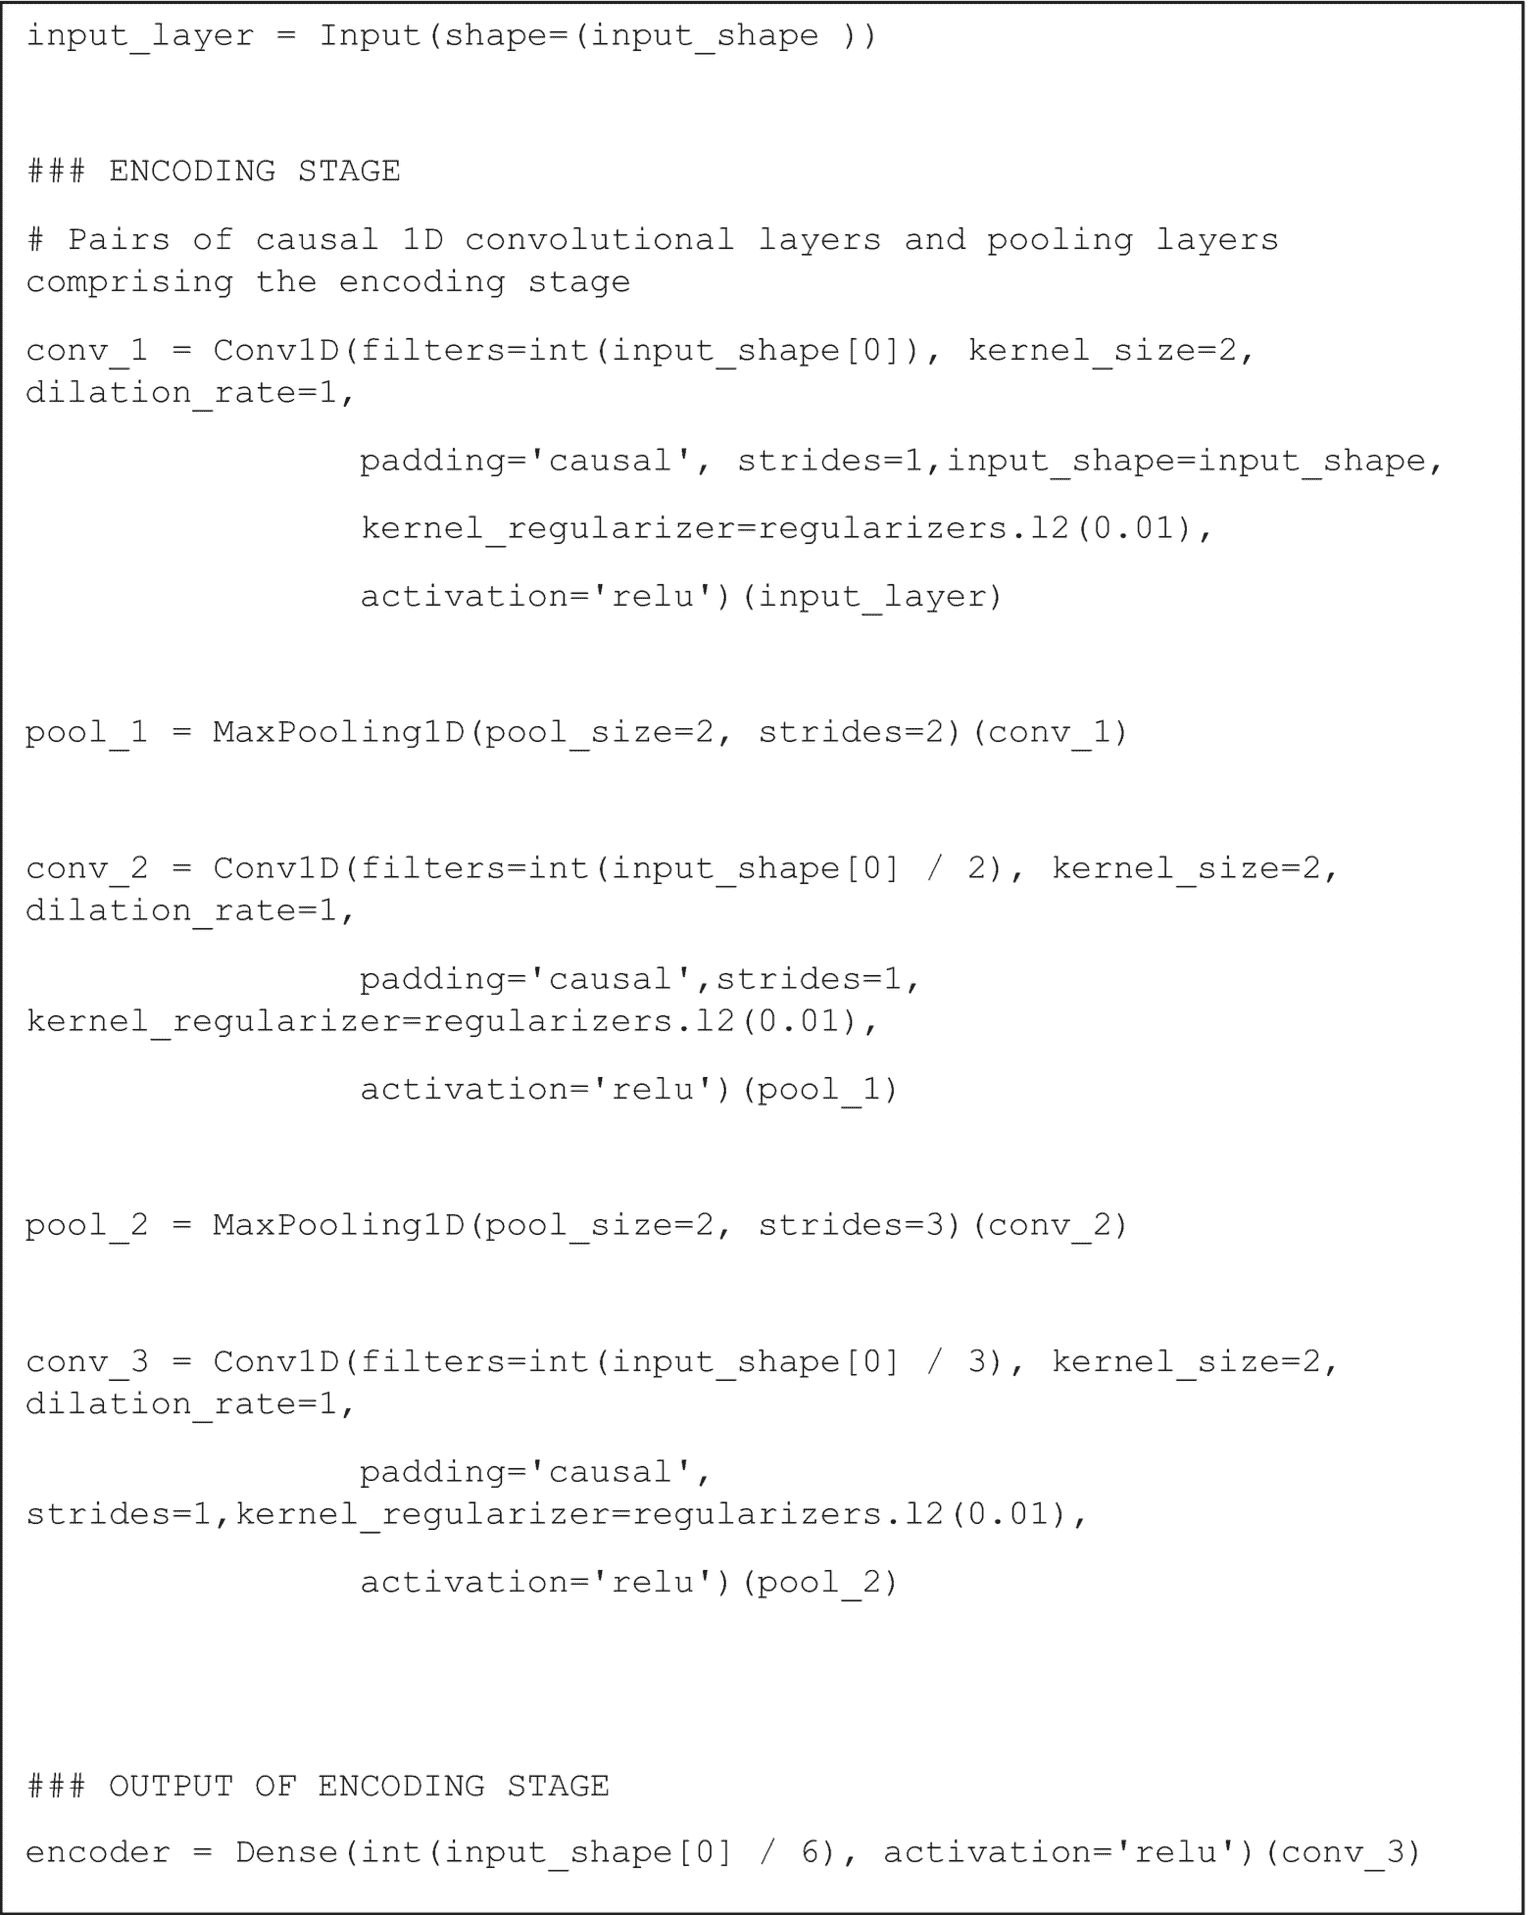 input_layer = Input(shape=(input_shape ))
### ENCODING STAGE
# Pairs of causal 1D convolutional layers and pooling layers
comprising the encoding stage
conv_1 = Conv1D(filters=int(input_shape[0]), kernel_size=2,
dilation_rate=1,
padding='causal', strides=1,input_shape=input_shape,
kernel_regularizer=regularizers.l2(0.01),
activation='relu')(input_layer)
pool_1 = MaxPooling1D(pool_size=2, strides=2)(conv_1)
conv_2 = Conv1D(filters=int(input_shape[0] / 2), kernel_size=2,
dilation_rate=1,
padding='causal',strides=1,
kernel_regularizer=regularizers.l2(0.01),
activation='relu')(pool_1)
pool_2 = MaxPooling1D(pool_size=2, strides=3)(conv_2)
conv_3 = Conv1D(filters=int(input_shape[0] / 3), kernel_size=2,
dilation_rate=1,
padding='causal',
strides=1,kernel_regularizer=regularizers.l2(0.01),
activation='relu')(pool_2)
### OUTPUT OF ENCODING STAGE
encoder = Dense(int(input_shape[0] / 6), activation='relu')(conv_3)